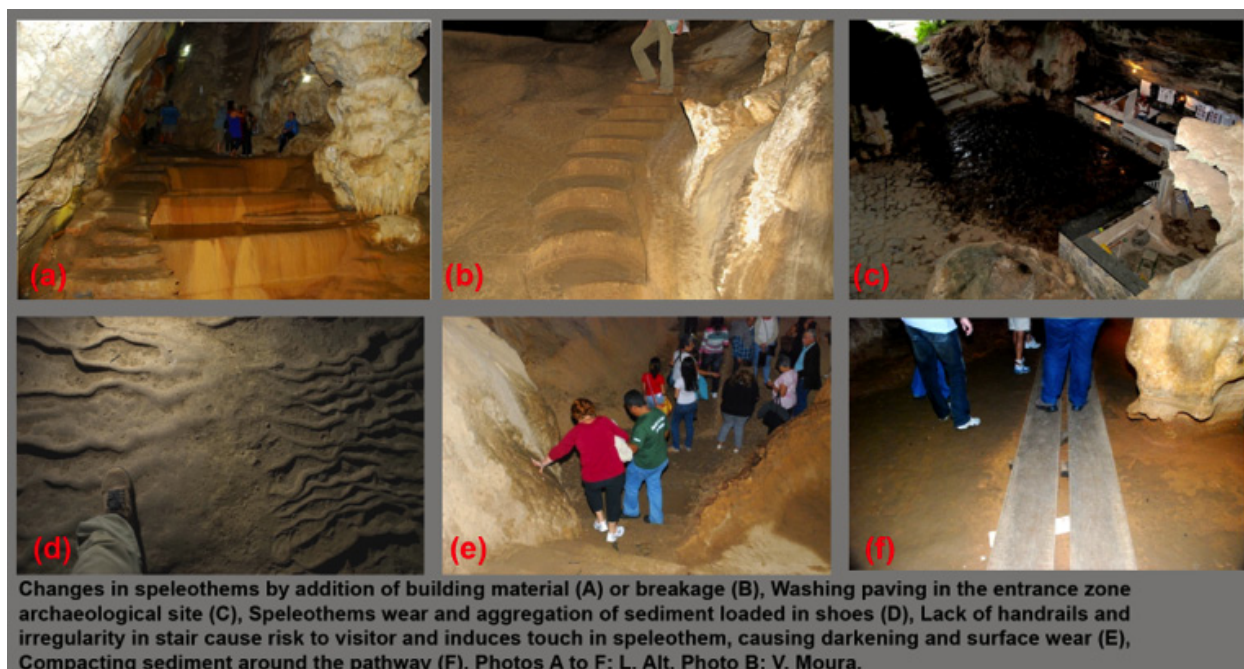 (a)
(b)
(c)
(d)
(e)
(f)
Changes in speleothems by addition of building material (A) or breakage (B), Washing paving in the entrance zone
archaeological site (C), Speleothems wear and aggregation of sediment loaded in shoes (D), Lack of handrails and
irregularity in stair cause risk to visitor and induces touch in speleothem, causing darkening and surface wear (E),
Compacting sediment around the pathway (F). Photos A to F: L. Alt. Photo B: V. Moura.